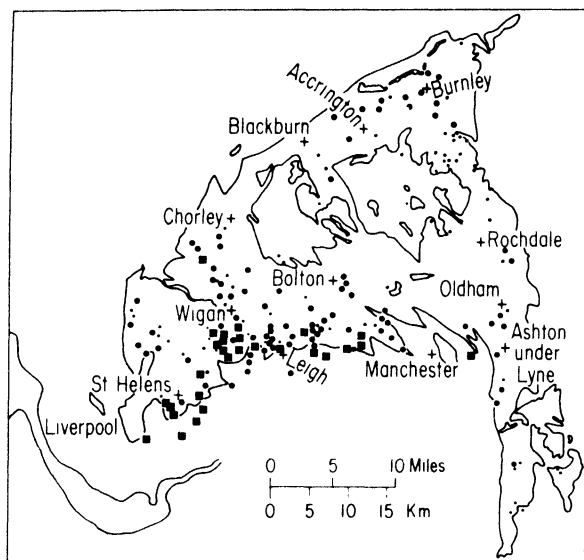 Accrington
Burnley
Blackburn
Chorley
Rochdale
Bolton
Oldham
Wigan
Ashton
under
Lyne
Leigh
Manchester
St Helens
Liverpool
0 5 10 Miles
0 5 10 15 Km